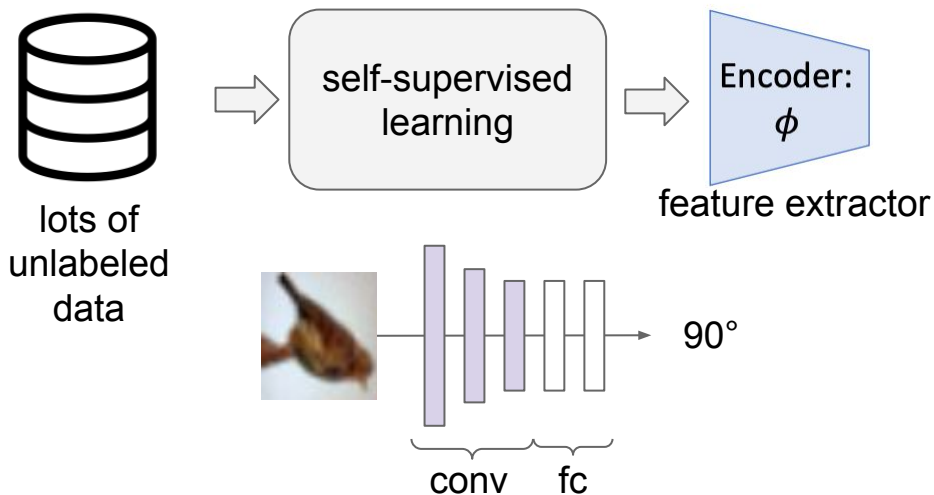 self-supervised
learning
Encoder:
ϕ
feature extractor
lots of
unlabeled
data
90°
conv
fc